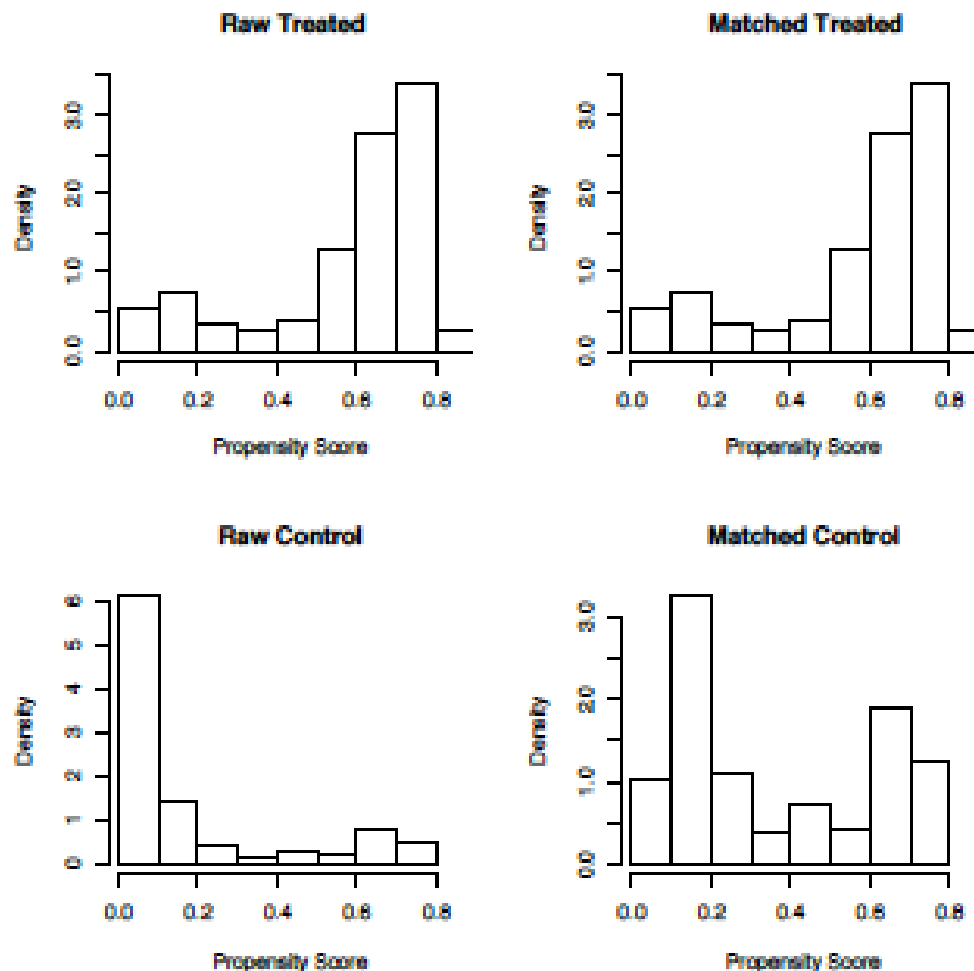 Raw Treated
Density
0.0 1.0 2.0 3.0
0.0 0.2 0.4 0.6 0.8
Propensity Score
Matched Treated
Density
0.0 1.0 2.0 3.0
0.0 0.2 0.4 0.6 0.8
Propensity Score
Raw Control
Density
0 1 2 3 4 5 6
0.0 0.2 0.4 0.6 0.8
Propensity Score
Matched Control
Density
0.0 1.0 2.0 3.0
0.0 0.2 0.4 0.6 0.8
Propensity Score